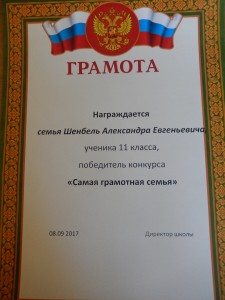 ГРАМОТА
Награждается
семья Шенбель Александра Евгеньевича,
ученика 11 класса,
победитель конкурса
«Самая грамотная семья»
08.09 2017 Директор школы